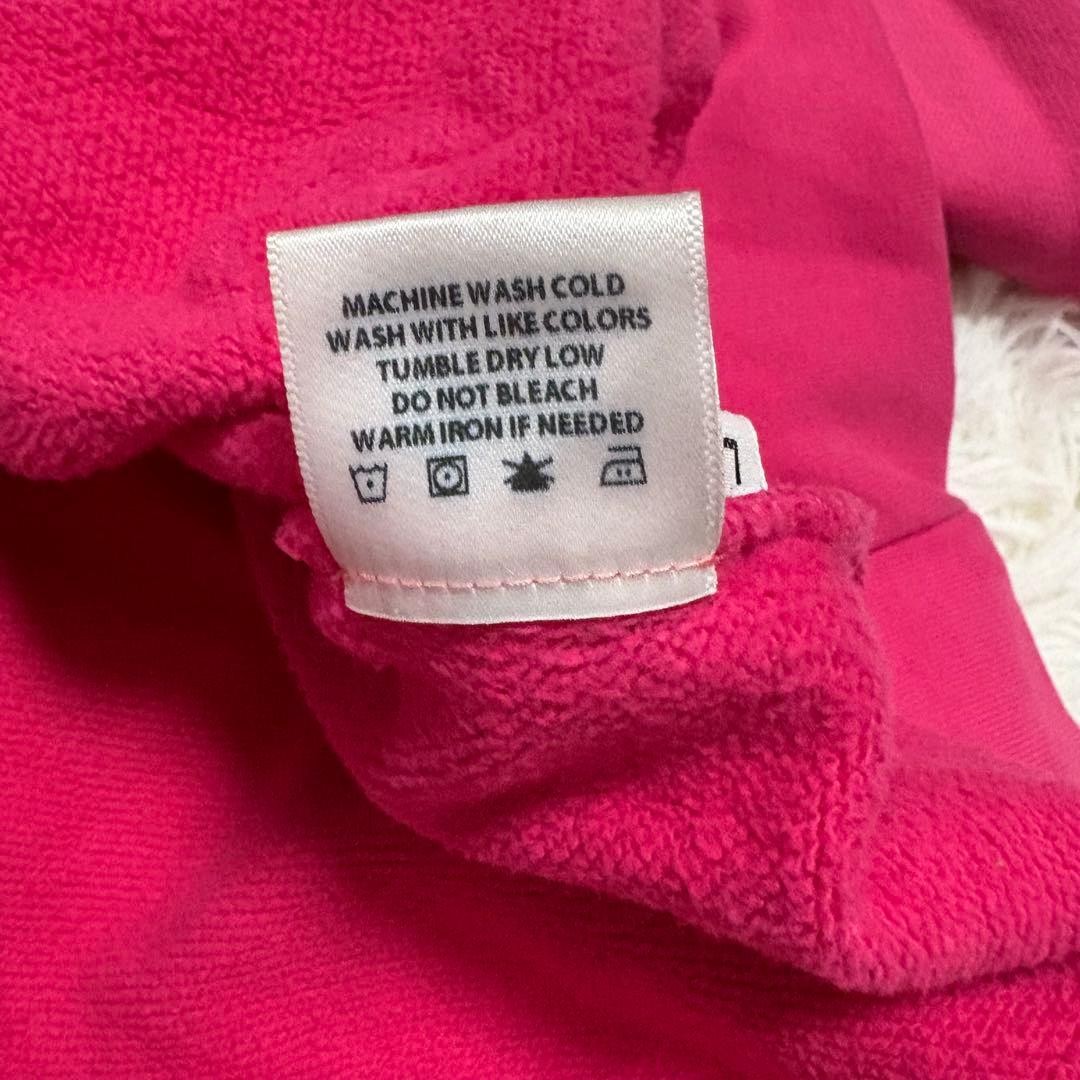 MACHINE WASH COLD
WASH WITH LIKE COLORS
TUMBLE DRY LOW
DO NOT BLEACH
WARM IRON IF NEEDED